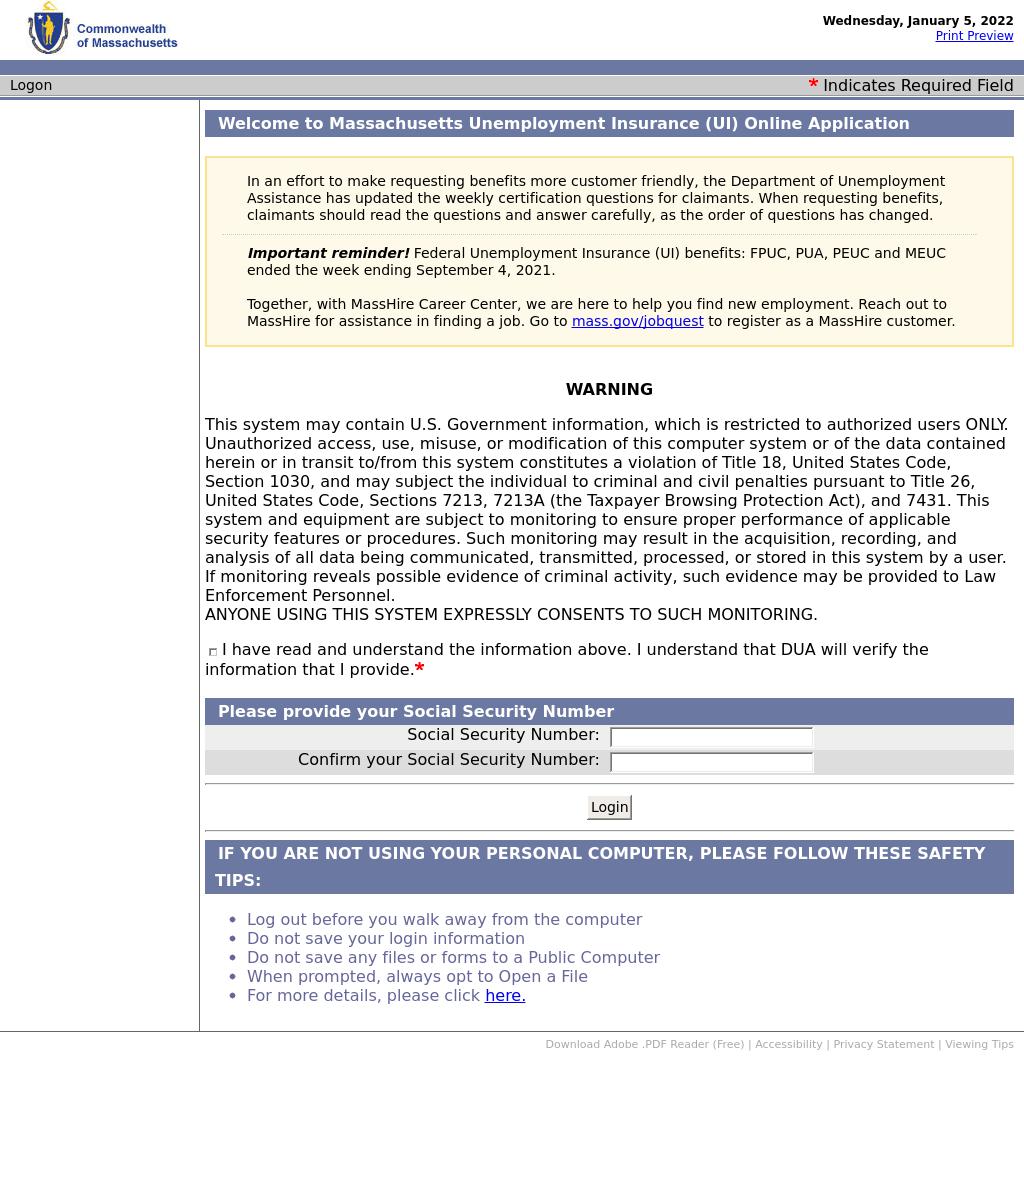 Commonwealth
of Massachusetts
Wednesday, January 5, 2022
Print Preview
Logon
* Indicates Required Field
Welcome to Massachusetts Unemployment Insurance (UI) Online Application
In an effort to make requesting benefits more customer friendly, the Department of Unemployment
Assistance has updated the weekly certification questions for claimants. When requesting benefits,
claimants should read the questions and answer carefully, as the order of questions has changed.
Important reminder! Federal Unemployment Insurance (UI) benefits: FPUC, PUA, PEUC and MEUC
ended the week ending September 4, 2021.
Together, with MassHire Career Center, we are here to help you find new employment. Reach out to
MassHire for assistance in finding a job. Go to mass.gov/jobquest to register as a MassHire customer.
WARNING
This system may contain U.S. Government information, which is restricted to authorized users ONLY.
Unauthorized access, use, misuse, or modification of this computer system or of the data contained
herein or in transit to/from this system constitutes a violation of Title 18, United States Code,
Section 1030, and may subject the individual to criminal and civil penalties pursuant to Title 26,
United States Code, Sections 7213, 7213A (the Taxpayer Browsing Protection Act), and 7431. This
system and equipment are subject to monitoring to ensure proper performance of applicable
security features or procedures. Such monitoring may result in the acquisition, recording, and
analysis of all data being communicated, transmitted, processed, or stored in this system by a user.
If monitoring reveals possible evidence of criminal activity, such evidence may be provided to Law
Enforcement Personnel.
ANYONE USING THIS SYSTEM EXPRESSLY CONSENTS TO SUCH MONITORING.
I have read and understand the information above. I understand that DUA will verify the
information that I provide.*
Please provide your Social Security Number
Social Security Number:
Confirm your Social Security Number:
Login
IF YOU ARE NOT USING YOUR PERSONAL COMPUTER, PLEASE FOLLOW THESE SAFETY
TIPS:
• Log out before you walk away from the computer
• Do not save your login information
• Do not save any files or forms to a Public Computer
• When prompted, always opt to Open a File
• For more details, please click here.
Download Adobe .PDF Reader (Free) | Accessibility | Privacy Statement | Viewing Tips